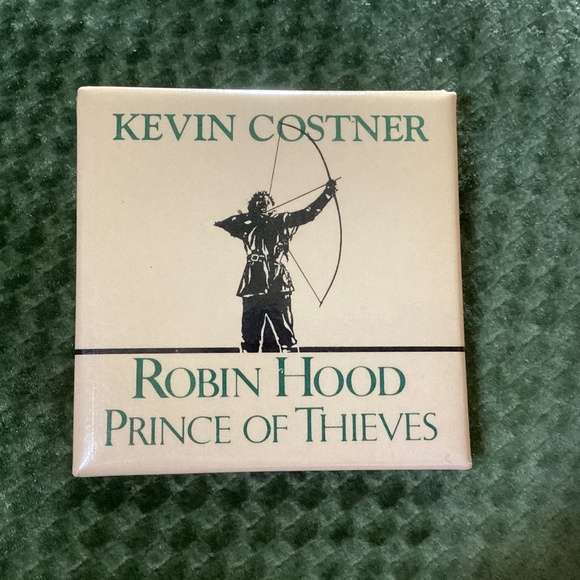 KEVIN COSTNER
ROBIN HOOD
PRINCE OF THIEVES